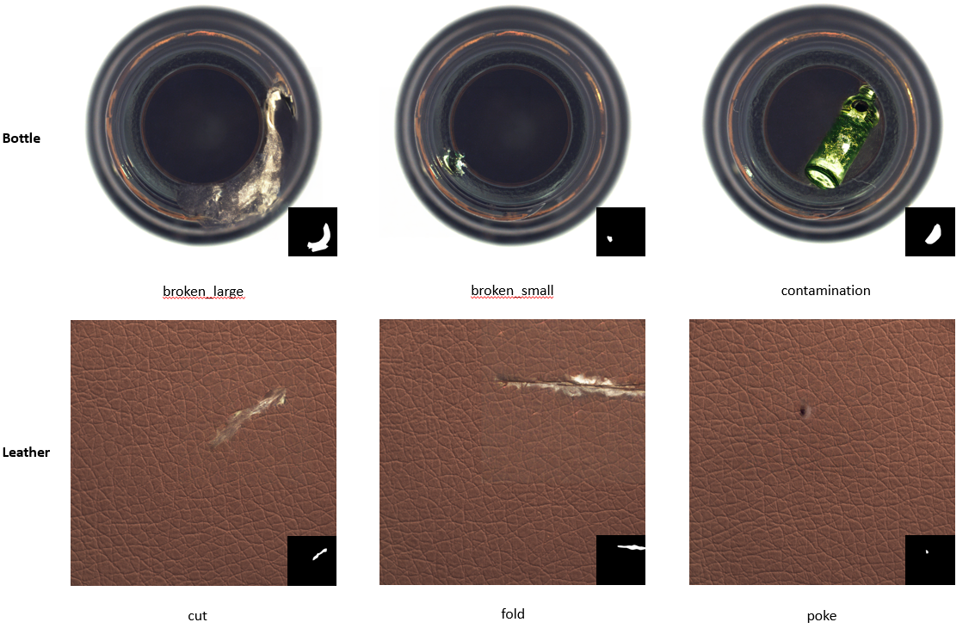 Bottle
broken_large
broken_small
contamination
Leather
cut
fold
poke